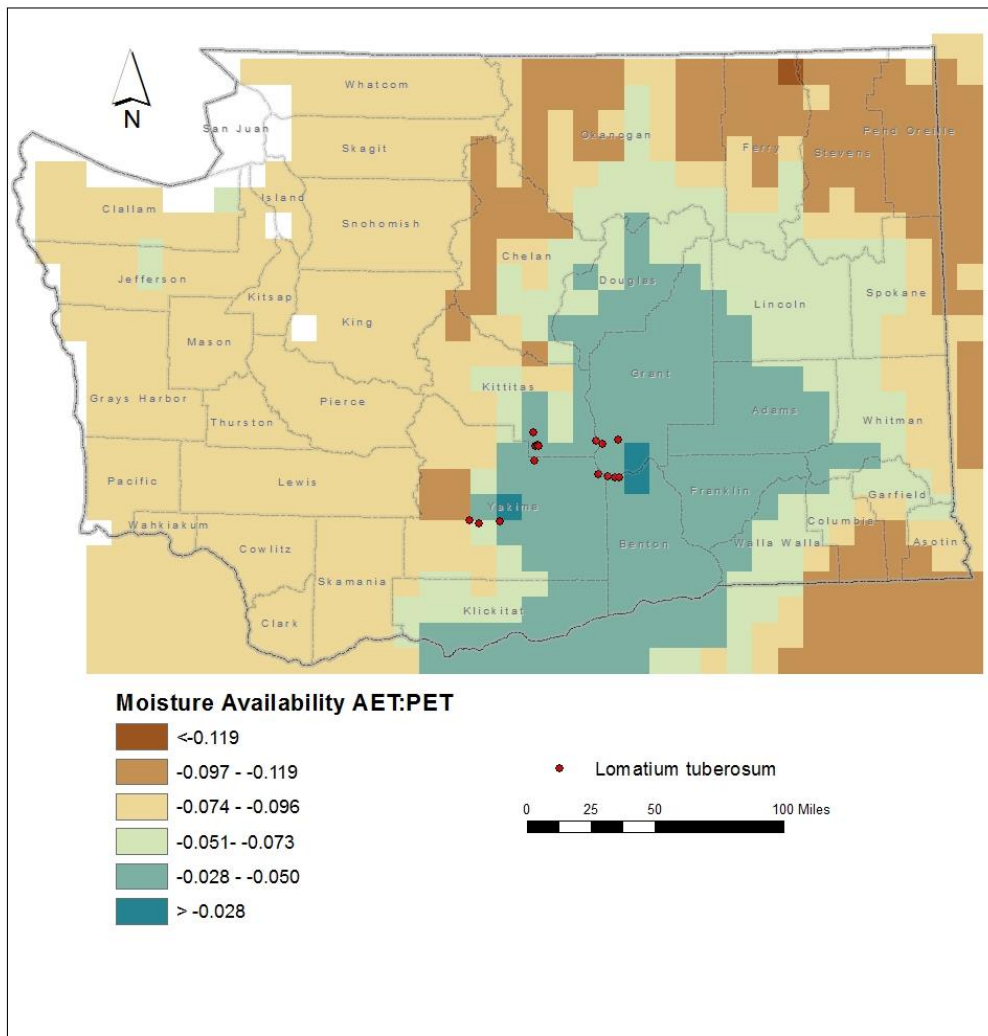 N
Whatcom
San Juan
Okanogan
Pend Oreille
Skagit
Ferry
Stevens
Island
Clallam
Snohomish
Chelan
Jefferson
Douglas
Kitsap
Lincoln
Spokane
King
Mason
Grant
Kittitas
Grays Harbor
Pierce
Adams
Thurston
Whitman
Pacific
Lewis
Franklin
Garfield
Yakima
Wahkiakum
Columbia
Cowlitz
Benton
Walla Walla
Asotin
Skamania
Klickitat
Clark
Moisture Availability AET:PET
<-0.119
-0.097 - -0.119
-0.074 - -0.096
-0.051- -0.073
-0.028 - -0.050
> -0.028
Lomatium tuberosum
0 25 50 100 Miles